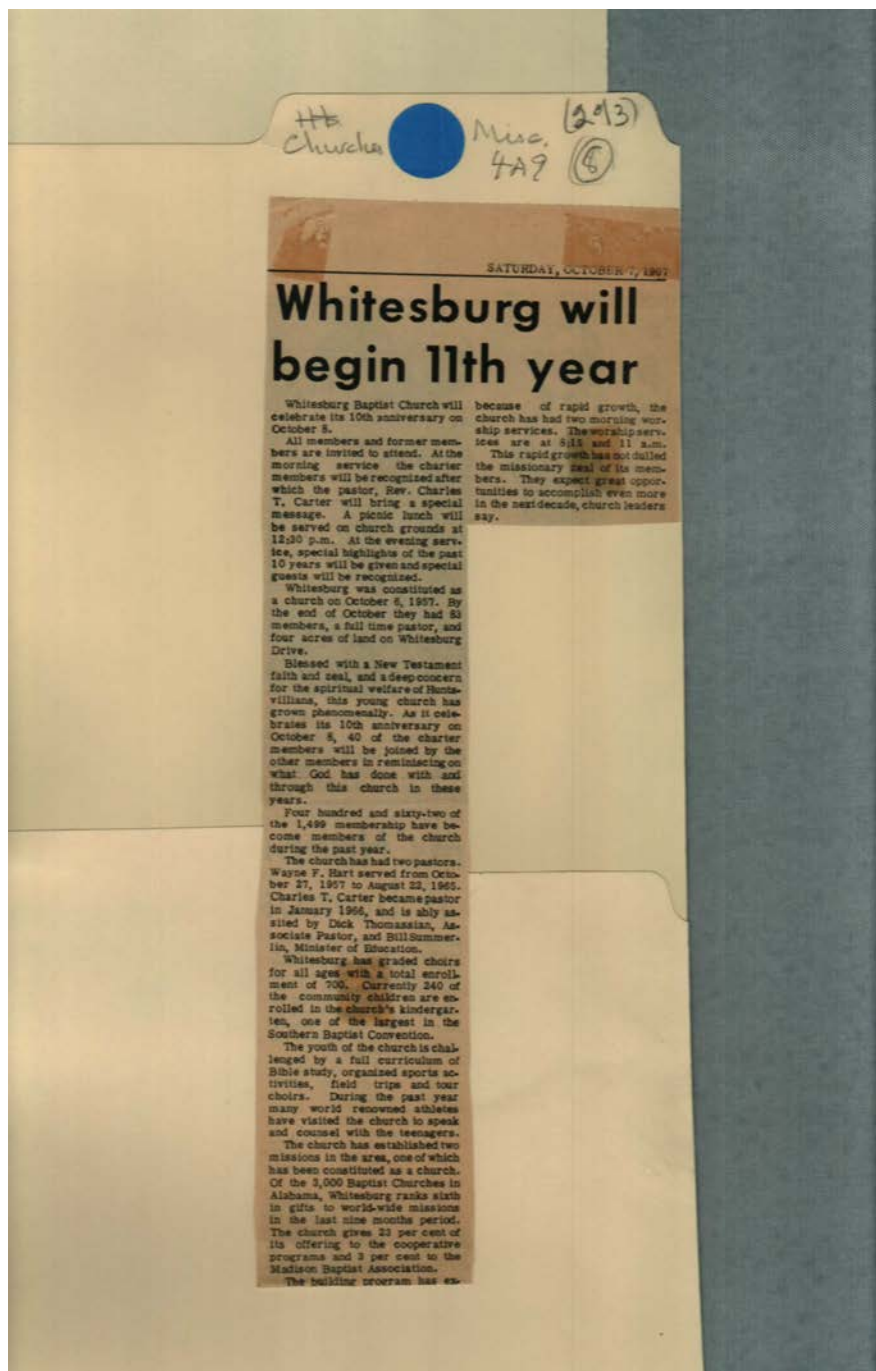 Hts
Churches
Misc.
4A9
(293)
8
SATURDAY, OCTOBER 7, 1967
Whitesburg will
begin 11th year
Whitesburg Baptist Church will
celebrate its 10th anniversary on
October 8.
All members and former mem-
bers are invited to attend. At the
morning service the charter
members will be recognized after
which the pastor, Rev. Charles
T. Carter will bring a special
message. A picnic lunch will
be served on church grounds at
12:30 p.m. At the evening serv-
ice, special highlights of the past
10 years will be given and special
guests will be recognized.
Whitesburg was constituted as
a church on October 6, 1957. By
the end of October they had
members, a full time pastor, and
four acres of land on Whitesburg
Drive.
Blessed with a New Testament
faith and zeal, and a deep concern
for the spiritual welfare of Hunts-
villians, this young church has
grown phenomenally. As it cele-
brates its 10th anniversary on
October 8, 40 of the charter
members will be joined by the
other members in reminiscing on
what God has done with and
through this church in these
years.
Four hundred and sixty-two of
the 1,499 membership have be-
come members of the church
during the past year.
The church has had two pastors.
Wayne F. Hart served from Octo-
ber 27, 1957 to August 22, 1965.
Charles T. Carter became pastor
in January 1966, and is ably as-
sited by Dick Thomassian, As-
sociate Pastor, and Bill Summer-
lin, Minister of Education.
Whitesburg has graded choirs
for all ages with a total enroll-
ment of 700. Currently 240 of
the community children are en-
rolled in the church's kindergar-
ten, one of the largest in the
Southern Baptist Convention.
The youth of the church is chal-
lenged by a full curriculum of
Bible study, organized sports ac-
tivities, field trips and tour
choirs. During the past year
many world renowned athletes
have visited the church to speak
and counsel with the teenagers.
The church has established two
missions in the area, one of which
has been constituted as a church.
Of the 3,000 Baptist Churches in
Alabama, Whitesburg ranks sixth
in gifts to world-wide missions
in the last nine months period.
The church gives 23 per cent of
its offering to the cooperative
programs and 3 per cent to the
Madison Baptist Association.
The building program has ex-
because of rapid growth, the
church has had two morning wor-
ship services. The worship serv-
ices are at 8:15 and 11 a.m.
This rapid growth has not dulled
the missionary zeal of its mem-
bers. They expect great oppor-
tunities to accomplish even more
in the next decade, church leaders
say.